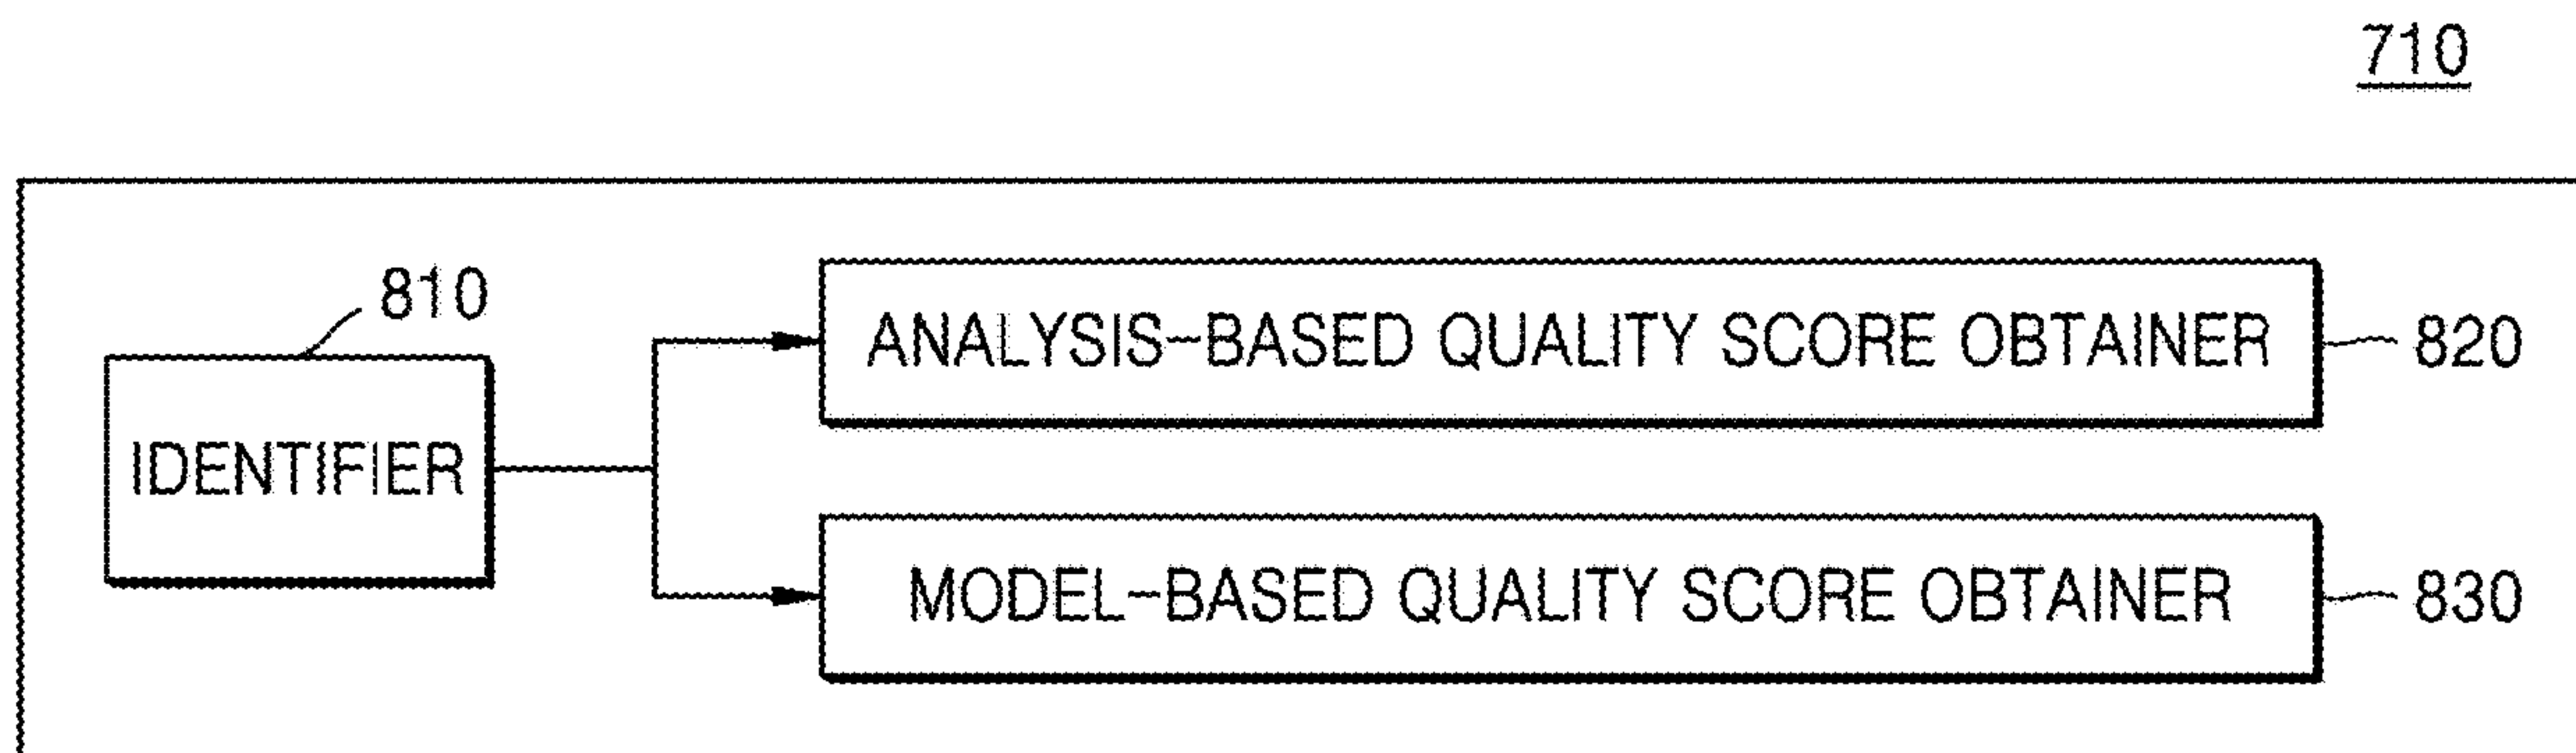 710
810
ANALYSIS-BASED QUALITY SCORE OBTAINER
820
IDENTIFIER
MODEL-BASED QUALITY SCORE OBTAINER
830